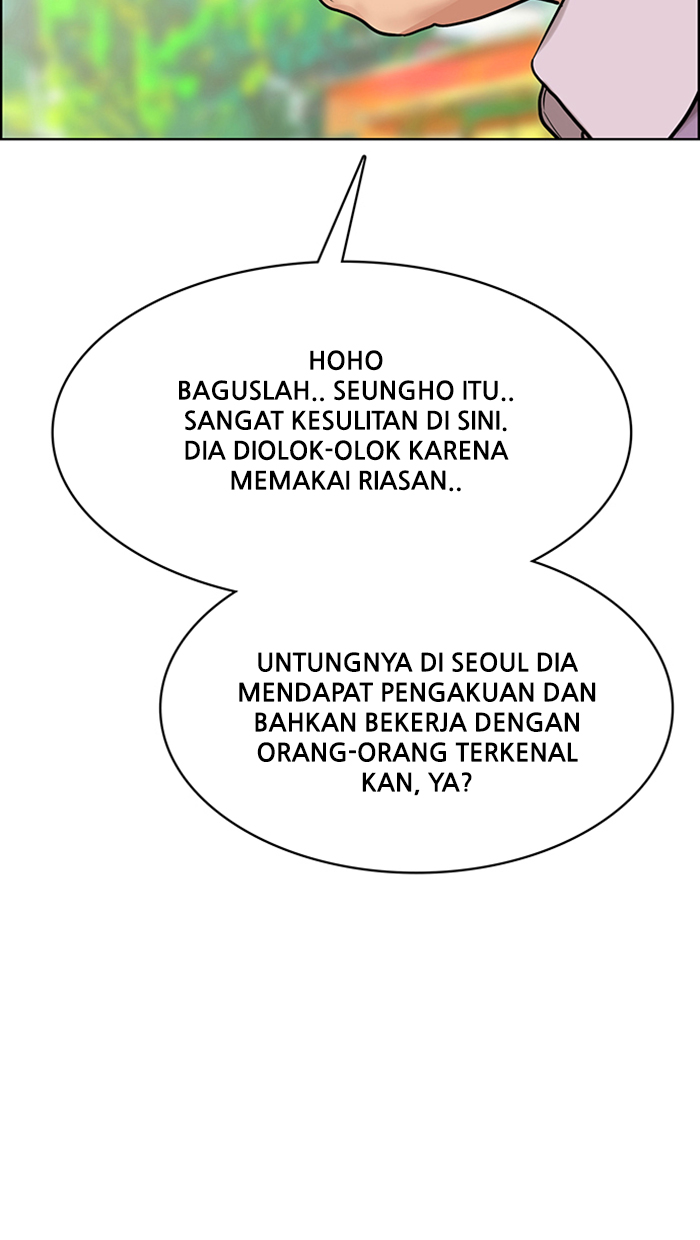 HOHO
BAGUSLAH.. SEUNGHO ITU..
SANGAT KESULITAN DI SINI.
DIA DIOLOK-OLOK KARENA
MEMAKAI RIASAN..
UNTUNGNYA DI SEOUL DIA
MENDAPAT PENGAKUAN DAN
BAHKAN BEKERJA DENGAN
ORANG-ORANG TERKENAL
KAN, YA?